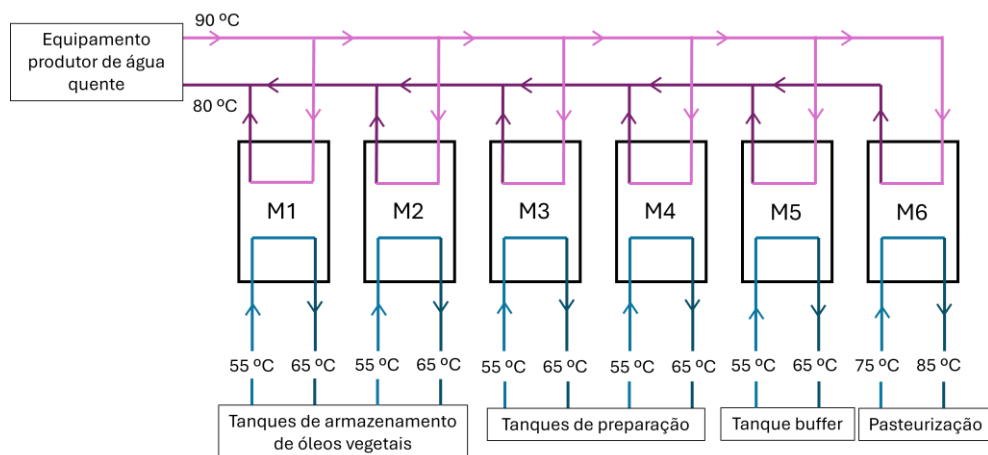 90 ºC
Equipamento
produtor de água
quente
80 ºC
M1 M2 M3 M4 M5 M6
55 ºC 65 ºC 55 ºC 65 ºC 55 ºC 65 ºC 55 ºC 65 ºC 55 ºC 65 ºC 75 ºC 85 ºC
Tanques de armazenamento
de óleos vegetais
Tanques de preparação
Tanque buffer
Pasteurização